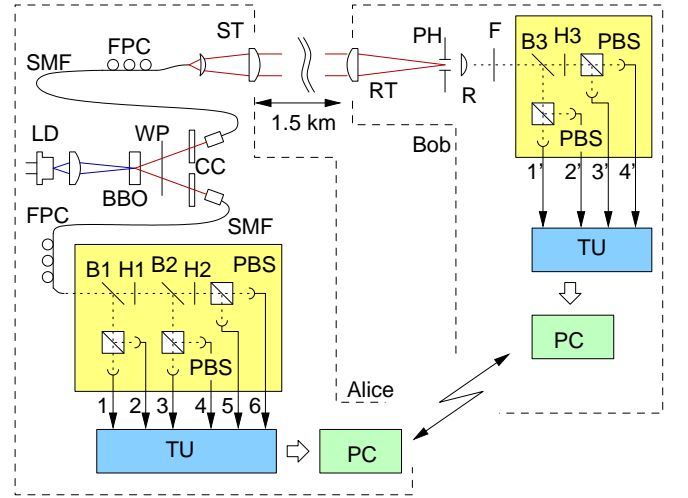 FPC
SMF
ST
PH
F
B3
H3
PBS
RT
R
1.5 km
LD
WP
CC
BBO
Bob
PBS
1' 2' 3' 4'
FPC
SMF
TU
B1 H1 B2 H2 PBS
PC
PBS
Alice
1 2 3 4 5 6
TU
PC